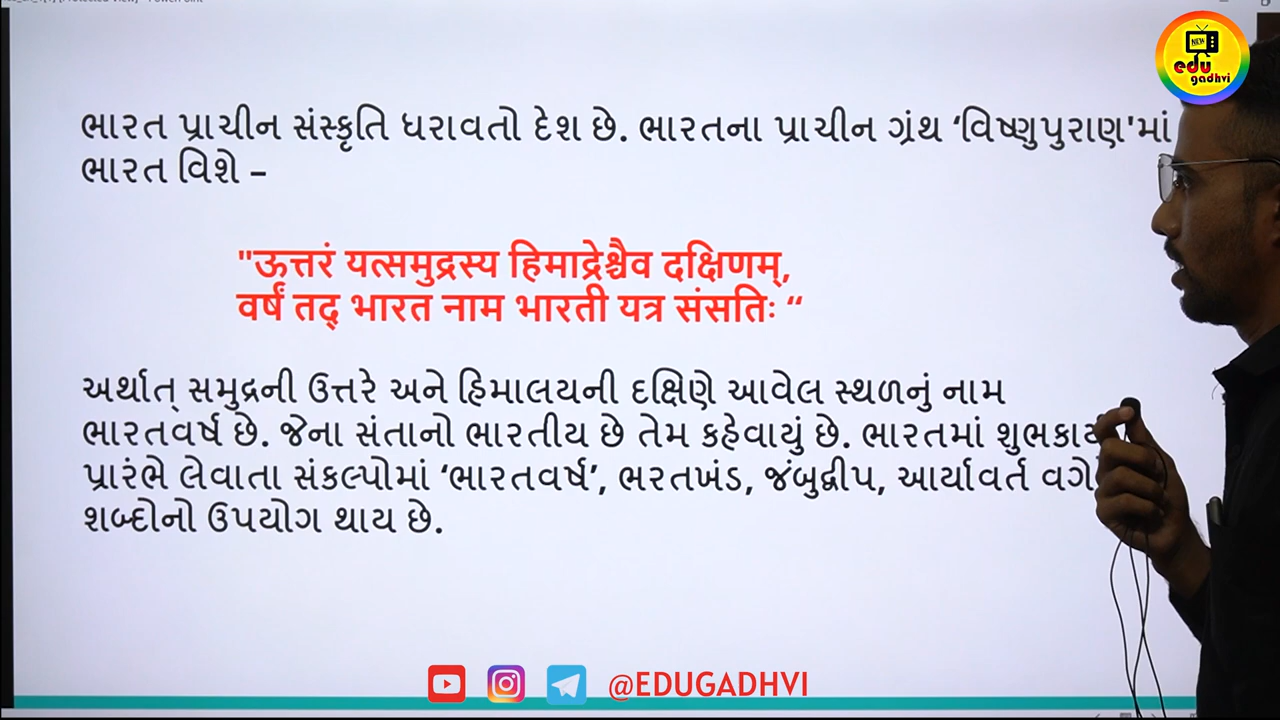 NEW
edu
gadhvi
ભારત પ્રાચીન સંસ્કૃતિ ધરાવતો દેશ છે. ભારતના પ્રાચીન ગ્રંથ ‘વિષ્ણુપુરાણ'માં
ભારત વિશે –
"ऊत्तरं यत्समुद्रस्य हिमाद्रेश्चैव दक्षिणम्,
वर्षं तद् भारत नाम भारती यत्र संसतिः “
અર્થાત્ સમુદ્રની ઉત્તરે અને હિમાલયની દક્ષિણે આવેલ સ્થળનું નામ
ભારતવર્ષ છે. જેના સંતાનો ભારતીય છે તેમ કહેવાયું છે. ભારતમાં
પ્રારંભે લેવાતા સંકલ્પોમાં ‘ભારતવર્ષ’, ભરતખંડ, જંબુદ્વીપ, આર્યાવર્ત
શબ્દોનો ઉપયોગ થાય છે.
@EDUGADHVI